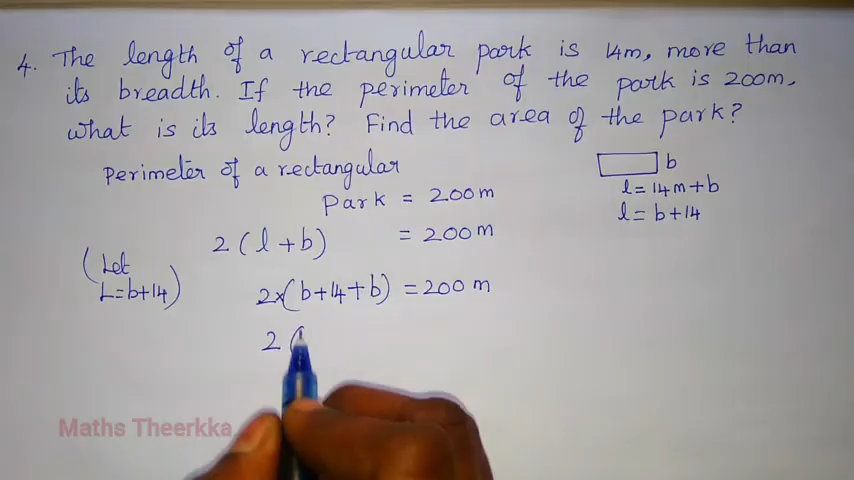 4. The length of a rectangular park is 14m, more than
its breadth. If the perimeter of the park is 200m,
what is its length? Find the area of the park?
Perimeter of a rectangular
Park = 200 m
b
l = 14m + b
l = b + 14
2 ( l + b ) = 200 m
(Let
L = b+14)
2 × ( b + 14 + b ) = 200 m
2 (
Maths Theerkka